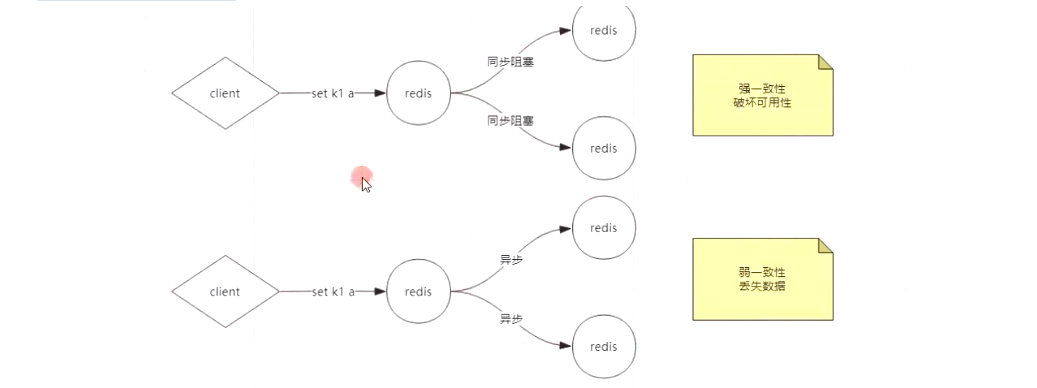 redis
同步阻塞
client
set k1 a
redis
同步阻塞
redis
强一致性
破坏可用性
redis
异步
client
set k1 a
redis
异步
redis
弱一致性
丢失数据